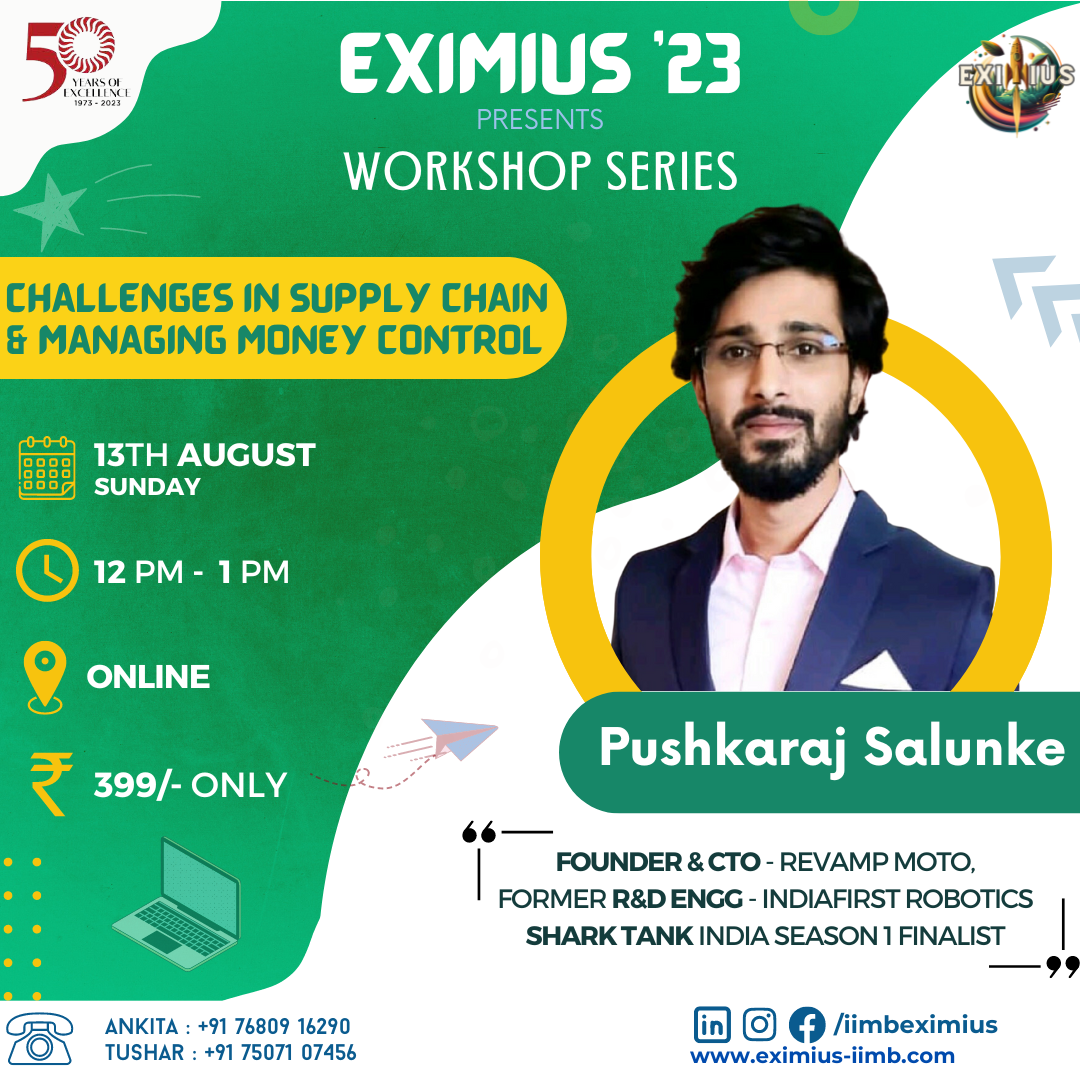 50
YEARS OF
EXCELLENCE
1973 - 2023
EXIMIUS '23
PRESENTS
WORKSHOP SERIES
EXIMIUS
CHALLENGES IN SUPPLY CHAIN
& MANAGING MONEY CONTROL
13TH AUGUST
SUNDAY
12 PM - 1 PM
ONLINE
₹ 399/- ONLY
Pushkaraj Salunke
❝
FOUNDER & CTO - REVAMP MOTO,
FORMER R&D ENGG - INDIAFIRST ROBOTICS
SHARK TANK INDIA SEASON 1 FINALIST
❞
ANKITA : +91 76809 16290
TUSHAR : +91 75071 07456
in f /iimbeximius
www.eximius-iimb.com